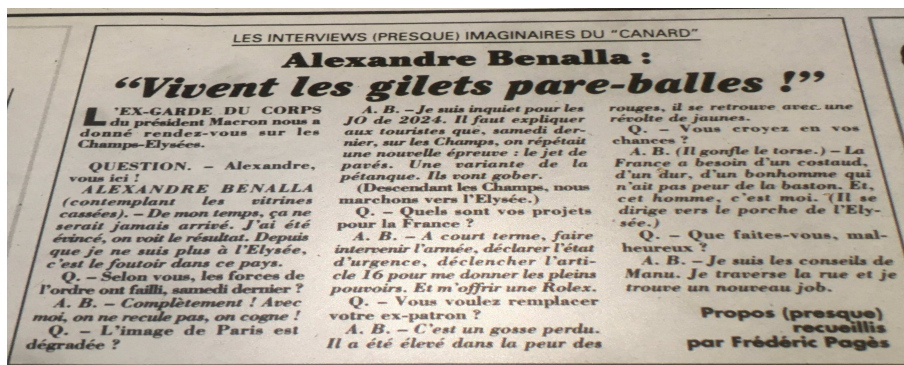 LES INTERVIEWS (PRESQUE) IMAGINAIRES DU "CANARD"
Alexandre Benalla :
"Vivent les gilets pare-balles !"
L'EX-GARDE DU CORPS
du président Macron nous a
donné rendez-vous sur les
Champs-Elysées.
QUESTION. – Alexandre,
vous ici !
ALEXANDRE BENALLA
(contemplant les vitrines
cassées). – De mon temps, ça ne
serait jamais arrivé. J'ai été
évincé, on voit le résultat. Depuis
que je ne suis plus à l'Elysée,
c'est le foutoir dans ce pays.
Q. – Selon vous, les forces de
l'ordre ont failli, samedi dernier ?
A. B. – Complètement ! Avec
moi, on ne recule pas, on cogne !
Q. – L'image de Paris est
dégradée ?
A. B. – Je suis inquiet pour les
JO de 2024. Il faut expliquer
aux touristes que, samedi der-
nier, sur les Champs, on répétait
une nouvelle épreuve : le jet de
pavés. Une variante de la
pétanque. Ils vont gober.
(Descendant les Champs, nous
marchons vers l'Elysée.)
Q. – Quels sont vos projets
pour la France ?
A. B. – A court terme, faire
intervenir l'armée, déclarer l'état
d'urgence, déclencher l'arti-
cle 16 pour me donner les pleins
pouvoirs. Et m'offrir une Rolex.
Q. – Vous voulez remplacer
votre ex-patron ?
A. B. – C'est un gosse perdu.
Il a été élevé dans la peur des
rouges, il se retrouve avec une
révolte de jaunes.
Q. – Vous croyez en vos
chances ?
A. B. (Il gonfle le torse.) – La
France a besoin d'un costaud,
d'un dur, d'un bonhomme qui
n'ait pas peur de la baston. Et,
cet homme, c'est moi. (Il se
dirige vers le porche de l'Ely-
sée.)
Q. – Que faites-vous, mal-
heureux ?
A. B. – Je suis les conseils de
Manu. Je traverse la rue et je
trouve un nouveau job.
Propos (presque)
recueillis
par Frédéric Pagès